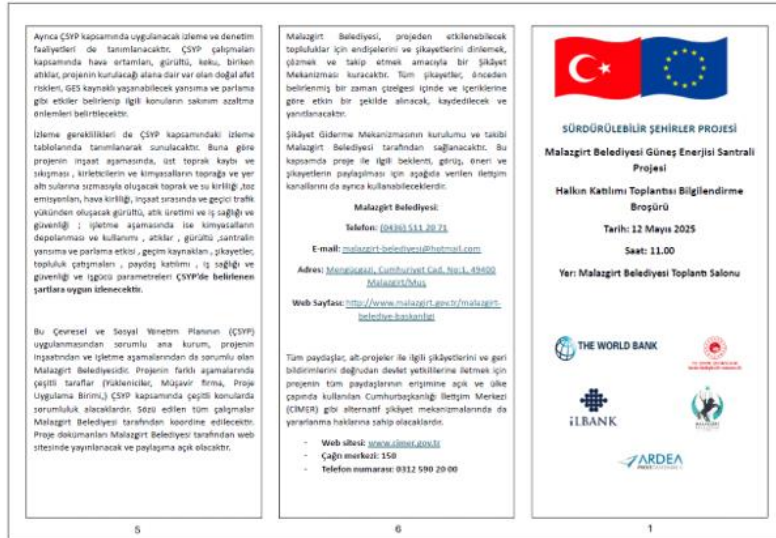 Ayrıca ÇSYP kapsamında uygulanacak izleme ve denetim
faaliyetleri de tanımlanacaktır. ÇSYP çalışmaları
kapsamında hava ortamları, gürültü, koku, biriken
atıklar, projenin kurulacağı alana dair var olan doğal afet
riskleri, GES kaynaklı yaşanabilecek yansıma ve parlama
gibi etkiler belirlenip ilgili konuların sakınım azaltma
önlemleri belirtilecektir.
İzleme gereklilikleri de ÇSYP kapsamındaki izleme
tablolarında tanımlanarak sunulacaktır. Buna göre
projenin inşaat aşamasında, üst toprak kaybı ve
sıkışması , kirleticilerin ve kimyasalların toprağa ve yer
altı sularına sızmasıyla oluşacak toprak ve su kirliliği ,toz
emisyonları, hava kirliliği, inşaat sırasında ve geçici trafik
yükünden oluşacak gürültü, atık üretimi ve iş sağlığı ve
güvenliği ; işletme aşamasında ise kimyasalların
depolanması ve kullanımı , atıklar , gürültü ,santralin
yansıma ve parlama etkisi , geçim kaynakları , şikayetler,
topluluk çatışmaları , paydaş katılımı , iş sağlığı ve
güvenliği ve işgücü parametreleri ÇSYP'de belirlenen
şartlara uygun izlenecektir.
Bu Çevresel ve Sosyal Yönetim Planının (ÇSYP)
uygulanmasından sorumlu ana kurum, projenin
inşaatından ve işletme aşamalarından da sorumlu olan
Malazgirt Belediyesidir. Projenin farklı aşamalarında
çeşitli taraflar (Yükleniciler, Müşavir firma, Proje
Uygulama Birimi,) ÇSYP kapsamında çeşitli konularda
sorumluluk alacaklardır. Sözü edilen tüm çalışmalar
Malazgirt Belediyesi tarafından koordine edilecektir.
Proje dokümanları Malazgirt Belediyesi tarafından web
sitesinde yayınlanacak ve paylaşıma açık olacaktır.
5
Malazgirt Belediyesi, projeden etkilenebilecek
topluluklar için endişelerini ve şikayetlerini dinlemek,
çözmek ve takip etmek amacıyla bir Şikâyet
Mekanizması kuracaktır. Tüm şikayetler, önceden
belirlenmiş bir zaman çizelgesi içinde ve içeriklerine
göre etkin bir şekilde alınacak, kaydedilecek ve
yanıtlanacaktır.
Şikâyet Giderme Mekanizmasının kurulumu ve takibi
Malazgirt Belediyesi tarafından sağlanacaktır. Bu
kapsamda proje ile ilgili beklenti, görüş, öneri ve
şikayetlerin paylaşılması için aşağıda verilen iletişim
kanallarını da ayrıca kullanabileceklerdir.
Malazgirt Belediyesi:
Telefon: (0436) 511 20 71
E-mail: malazgirt-belediyesi@hotmail.com
Adres: Mengücgazi, Cumhuriyet Cad. No:1, 49400
Malazgirt/Muş
Web Sayfası: http://www.malazgirt.gov.tr/malazgirt-
belediye-baskanligi
Tüm paydaşlar, alt-projeler ile ilgili şikâyetlerini ve geri
bildirimlerini doğrudan devlet yetkililerine iletmek için
projenin tüm paydaşlarının erişimine açık ve ülke
çapında kullanılan Cumhurbaşkanlığı İletişim Merkezi
(CİMER) gibi alternatif şikâyet mekanizmalarında da
yararlanma haklarına sahip olacaklardır.
- Web sitesi: www.cimer.gov.tr
- Çağrı merkezi: 150
- Telefon numarası: 0312 590 20 00
6
SÜRDÜRÜLEBİLİR ŞEHİRLER PROJESİ
Malazgirt Belediyesi Güneş Enerjisi Santrali
Projesi
Halkın Katılımı Toplantısı Bilgilendirme
Broşürü
Tarih: 12 Mayıs 2025
Saat: 11.00
Yer: Malazgirt Belediyesi Toplantı Salonu
THE WORLD BANK
İLBANK
ARDEA
1